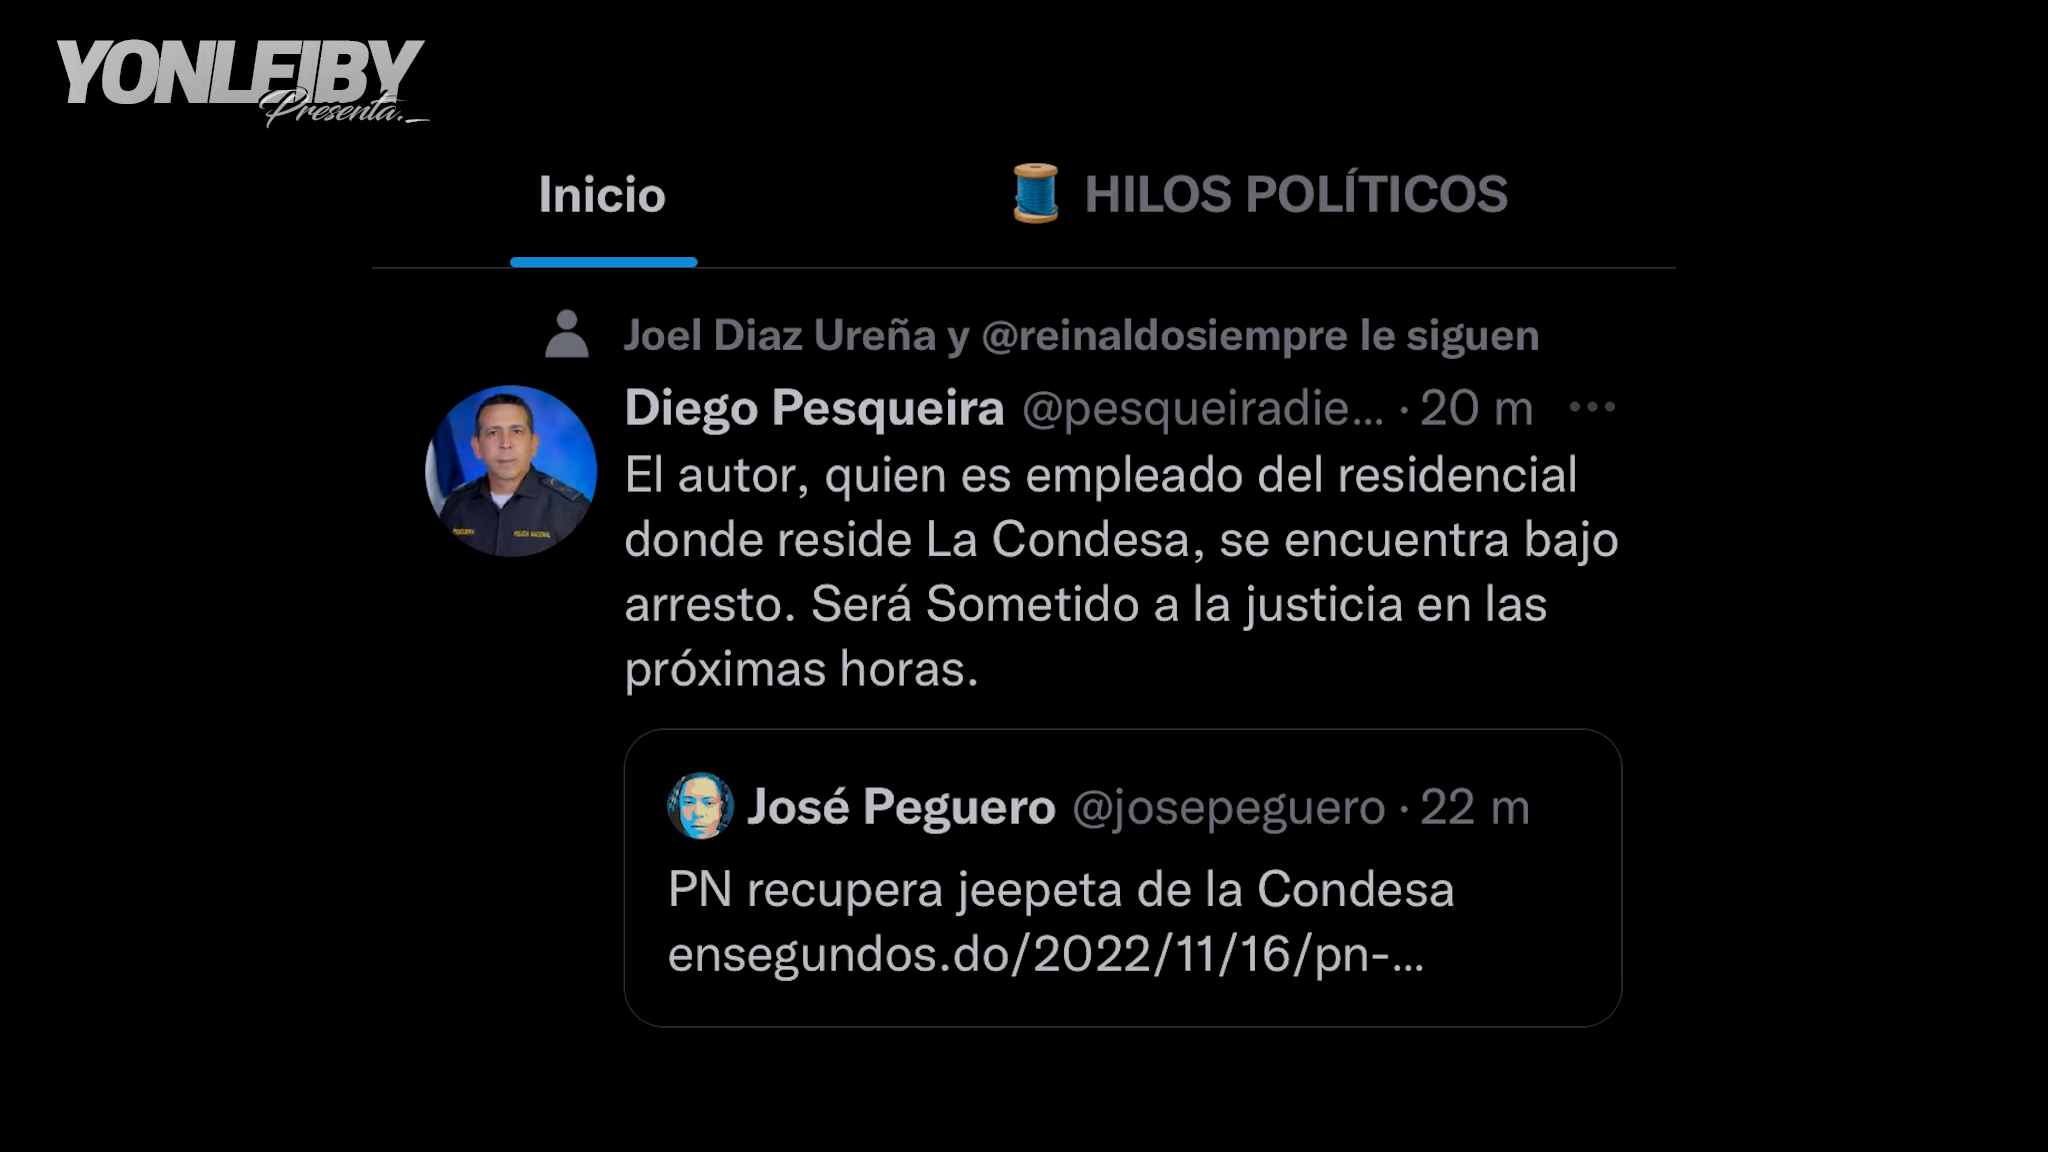 YONLEIBY
Presenta._
Inicio
HILOS POLÍTICOS
Joel Diaz Ureña y @reinaldosiempre le siguen
Diego Pesqueira @pesqueiradie... · 20 m
El autor, quien es empleado del residencial
donde reside La Condesa, se encuentra bajo
arresto. Será Sometido a la justicia en las
próximas horas.
José Peguero @josepeguero · 22 m
PN recupera jeepeta de la Condesa
ensegundos.do/2022/11/16/pn-...